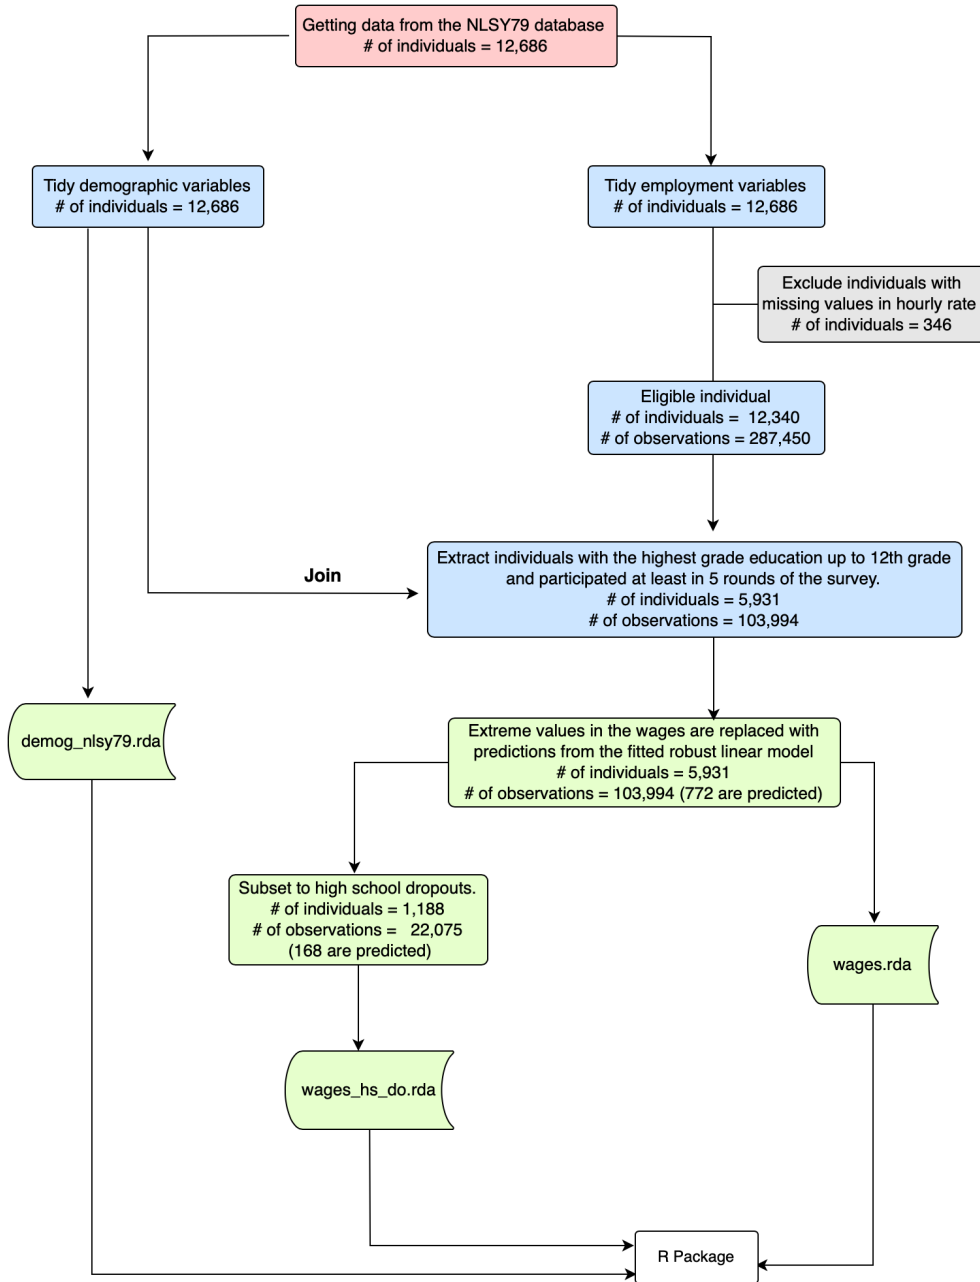 Getting data from the NLSY79 database
# of individuals = 12,686
Tidy demographic variables
# of individuals = 12,686
Tidy employment variables
# of individuals = 12,686
Exclude individuals with
missing values in hourly rate
# of individuals = 346
Eligible individual
# of individuals = 12,340
# of observations = 287,450
Join
Extract individuals with the highest grade education up to 12th grade
and participated at least in 5 rounds of the survey.
# of individuals = 5,931
# of observations = 103,994
demog_nlsy79.rda
Extreme values in the wages are replaced with
predictions from the fitted robust linear model
# of individuals = 5,931
# of observations = 103,994 (772 are predicted)
Subset to high school dropouts.
# of individuals = 1,188
# of observations = 22,075
(168 are predicted)
wages.rda
wages_hs_do.rda
R Package